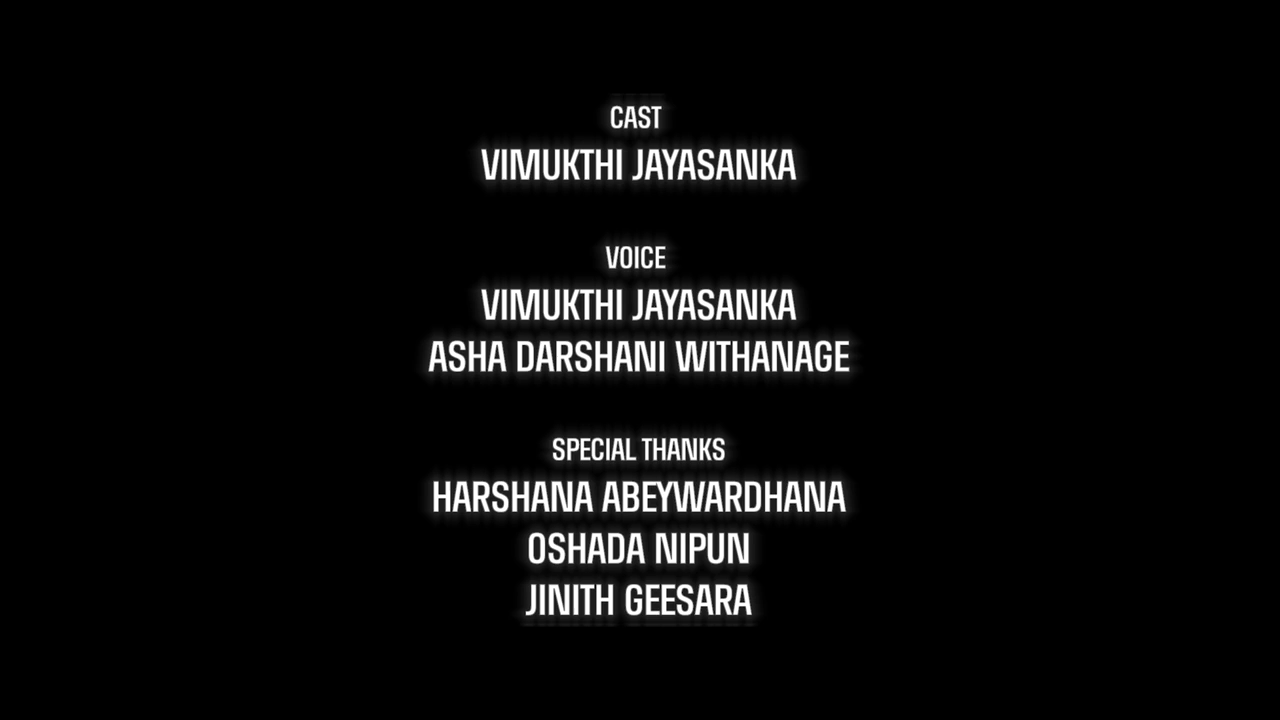 CAST
VIMUKTHI JAYASANKA
VOICE
VIMUKTHI JAYASANKA
ASHA DARSHANI WITHANAGE
SPECIAL THANKS
HARSHANA ABEYWARDHANA
OSHADA NIPUN
JINITH GEESARA